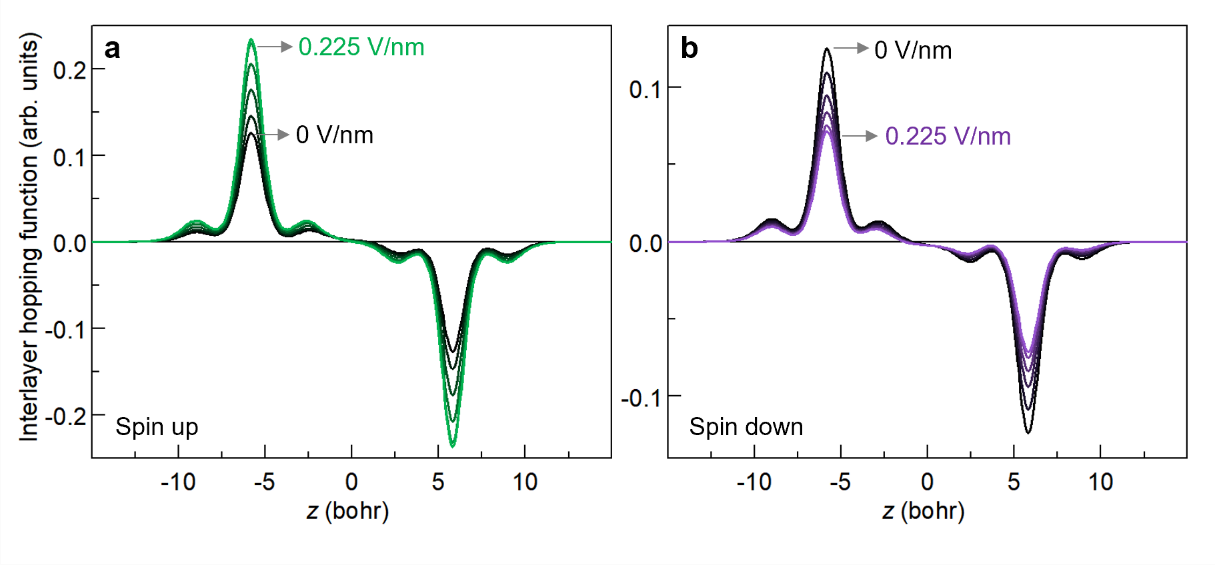 a
0.225 V/nm
0 V/nm
Spin up
Interlayer hopping function (arb. units)
0.2
0.1
0.0
-0.1
-0.2
-10 -5 0 5 10
z (bohr)
b
0 V/nm
0.225 V/nm
Spin down
0.1
0.0
-0.1
-10 -5 0 5 10
z (bohr)